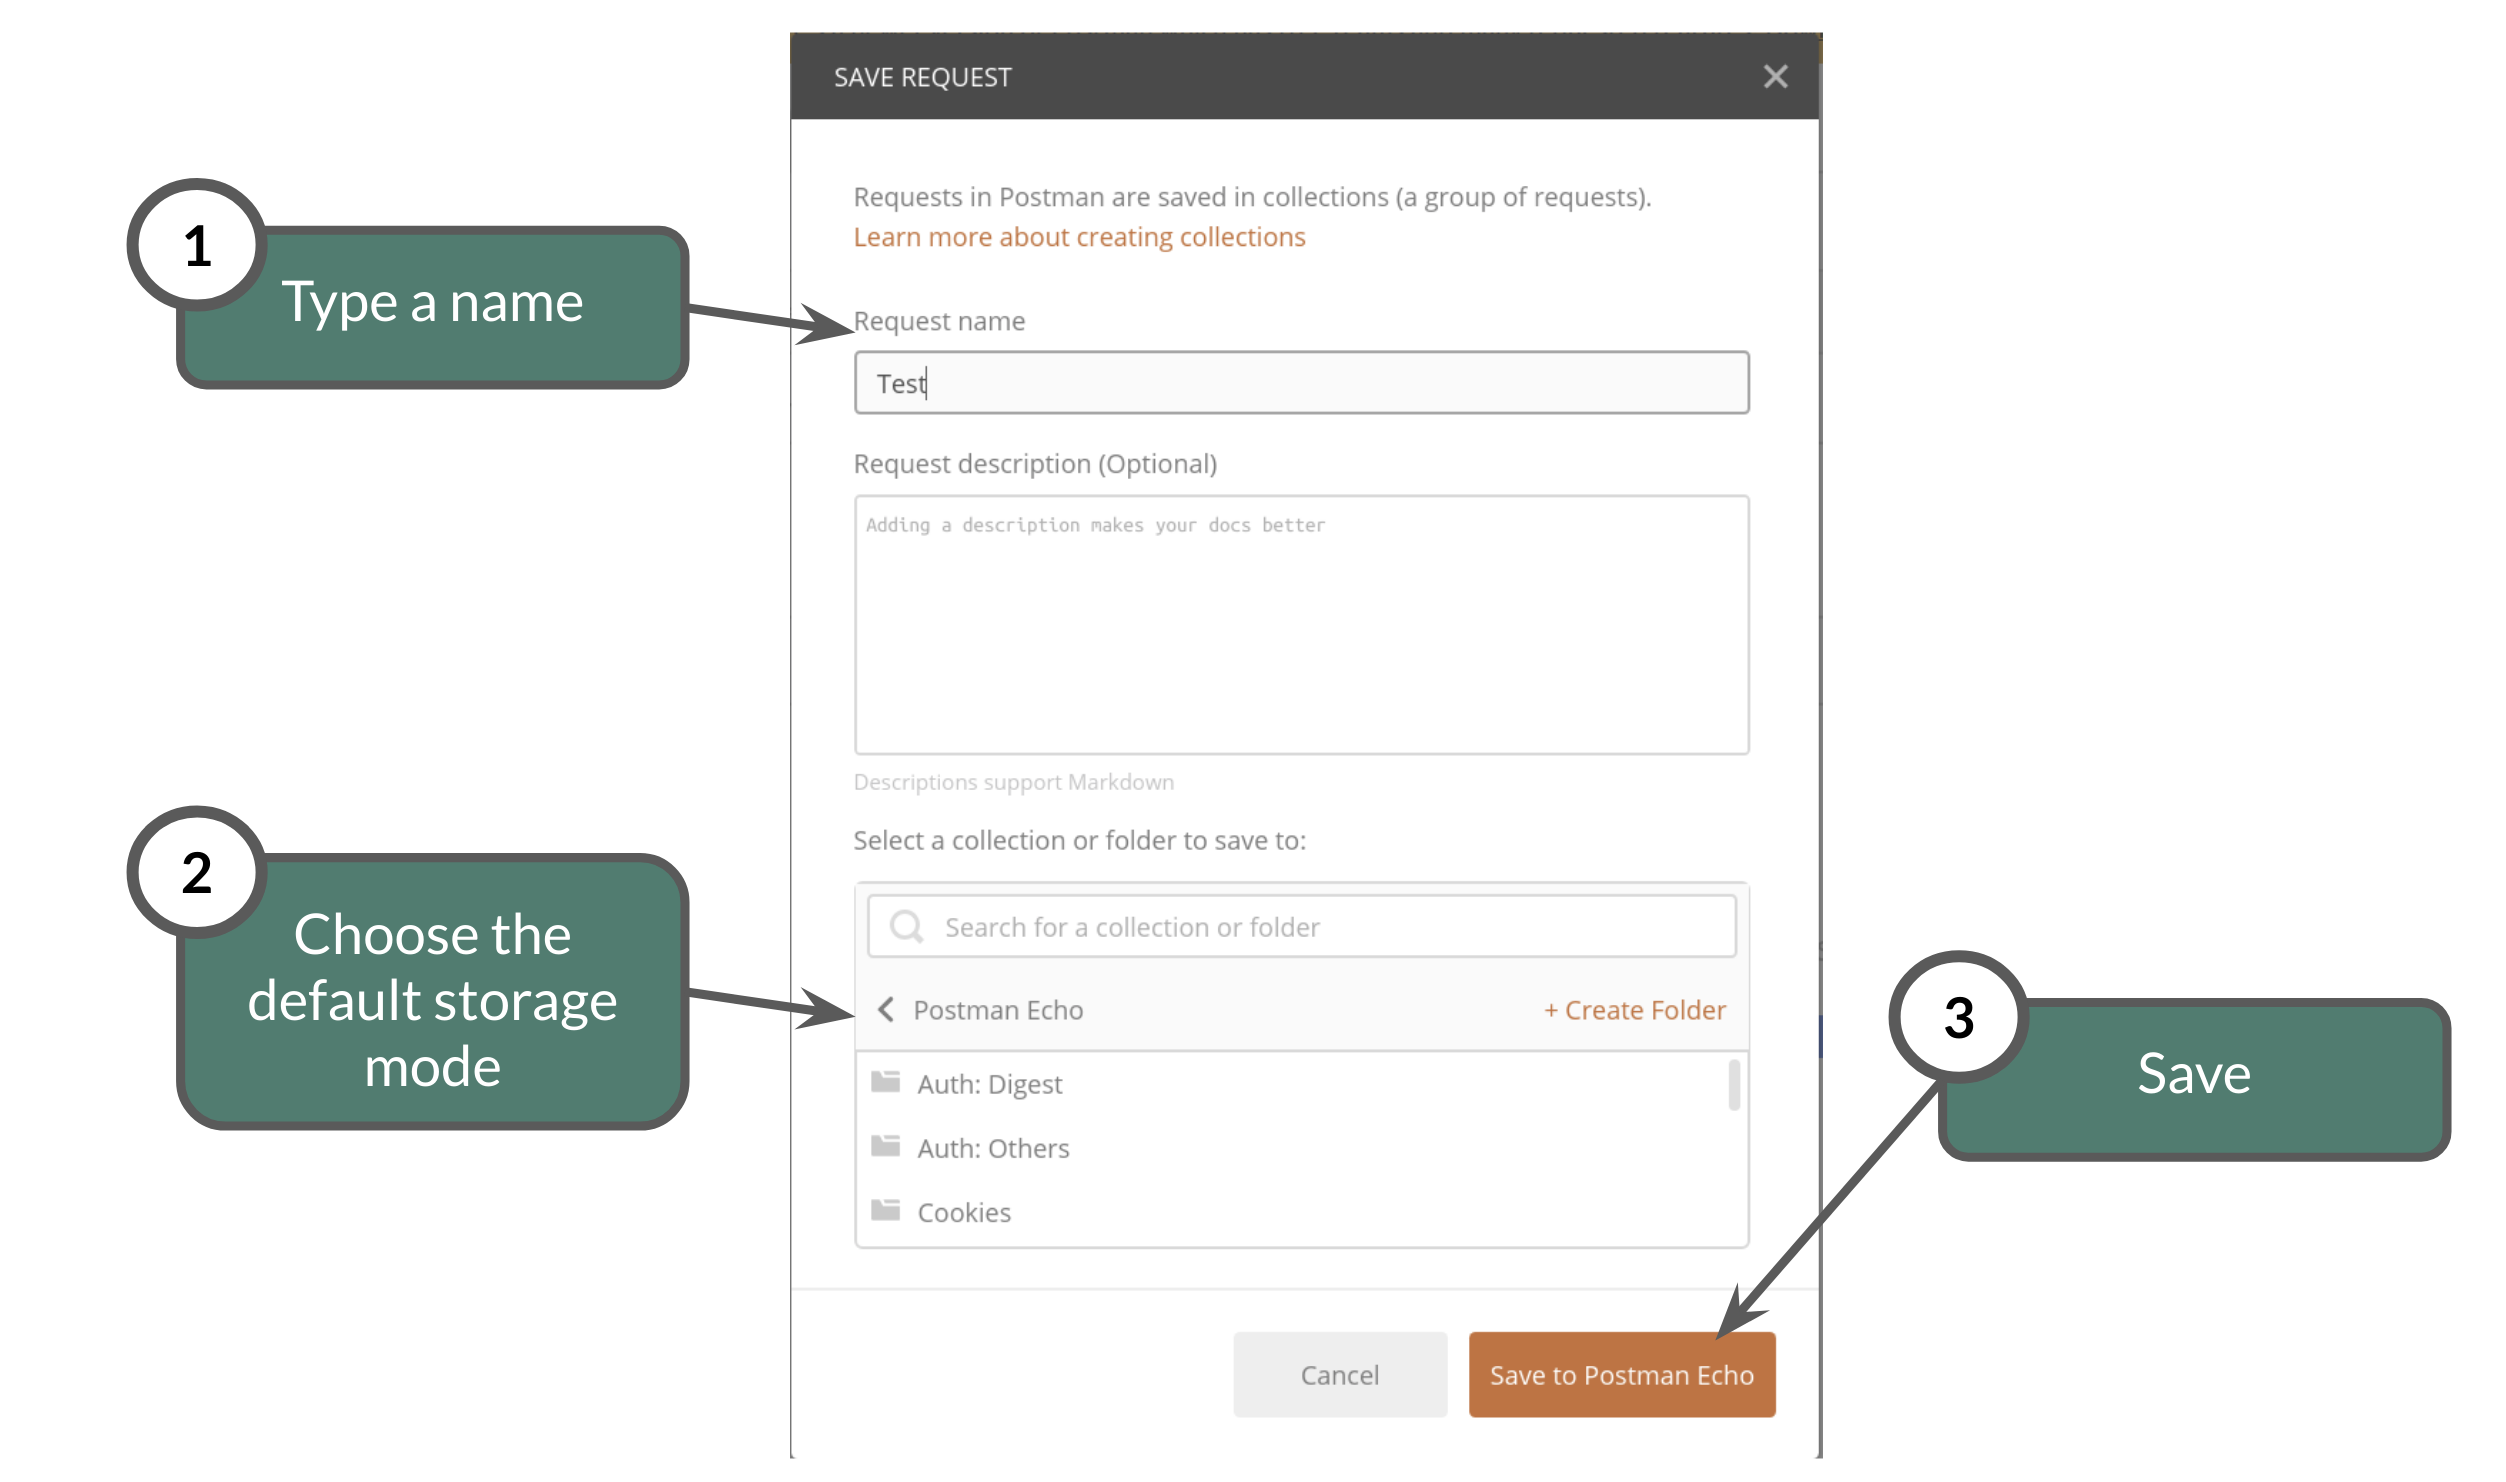 SAVE REQUEST
Requests in Postman are saved in collections (a group of requests).
Learn more about creating collections
1
Type a name
Request name
Test
Request description (Optional)
Adding a description makes your docs better
Descriptions support Markdown
2
Choose the
default storage
mode
Select a collection or folder to save to:
Search for a collection or folder
Postman Echo
+ Create Folder
Auth: Digest
Auth: Others
Cookies
3
Save
Cancel
Save to Postman Echo